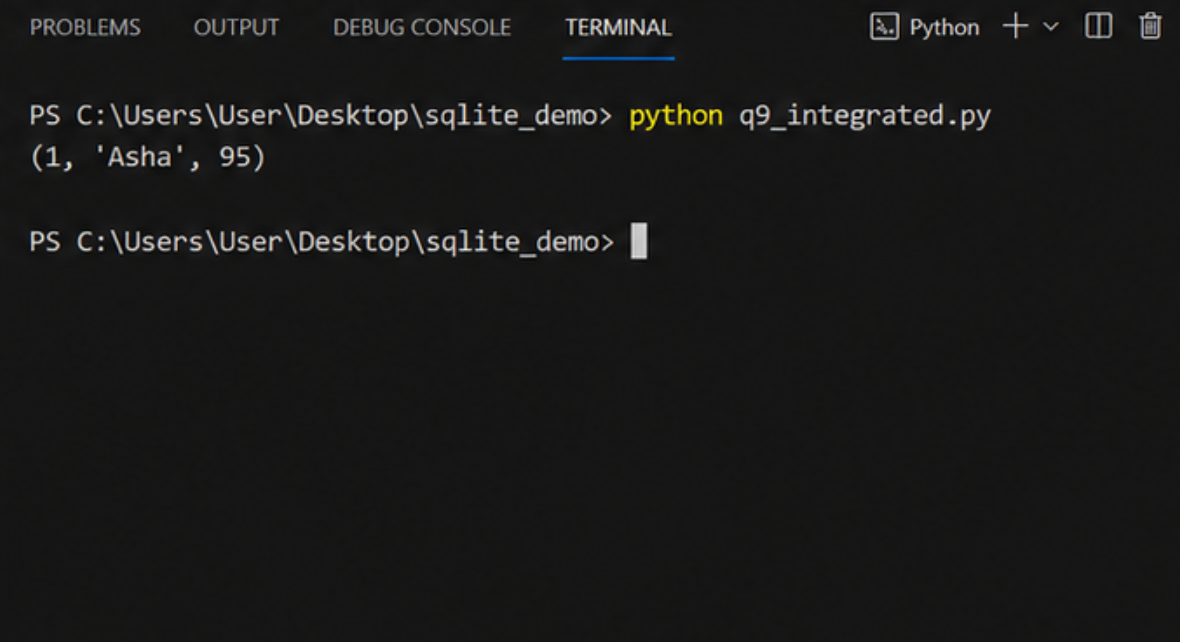 PROBLEMS OUTPUT DEBUG CONSOLE TERMINAL Python
PS C:\Users\User\Desktop\sqlite_demo> python q9_integrated.py
(1, 'Asha', 95)
PS C:\Users\User\Desktop\sqlite_demo>